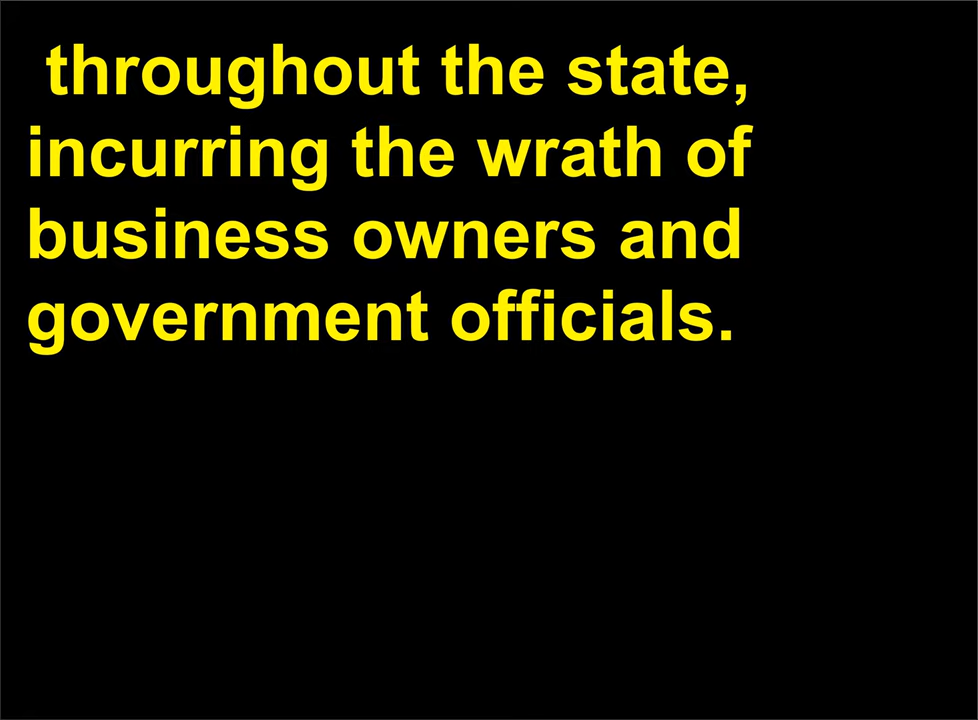 throughout the state,
incurring the wrath of
business owners and
government officials.